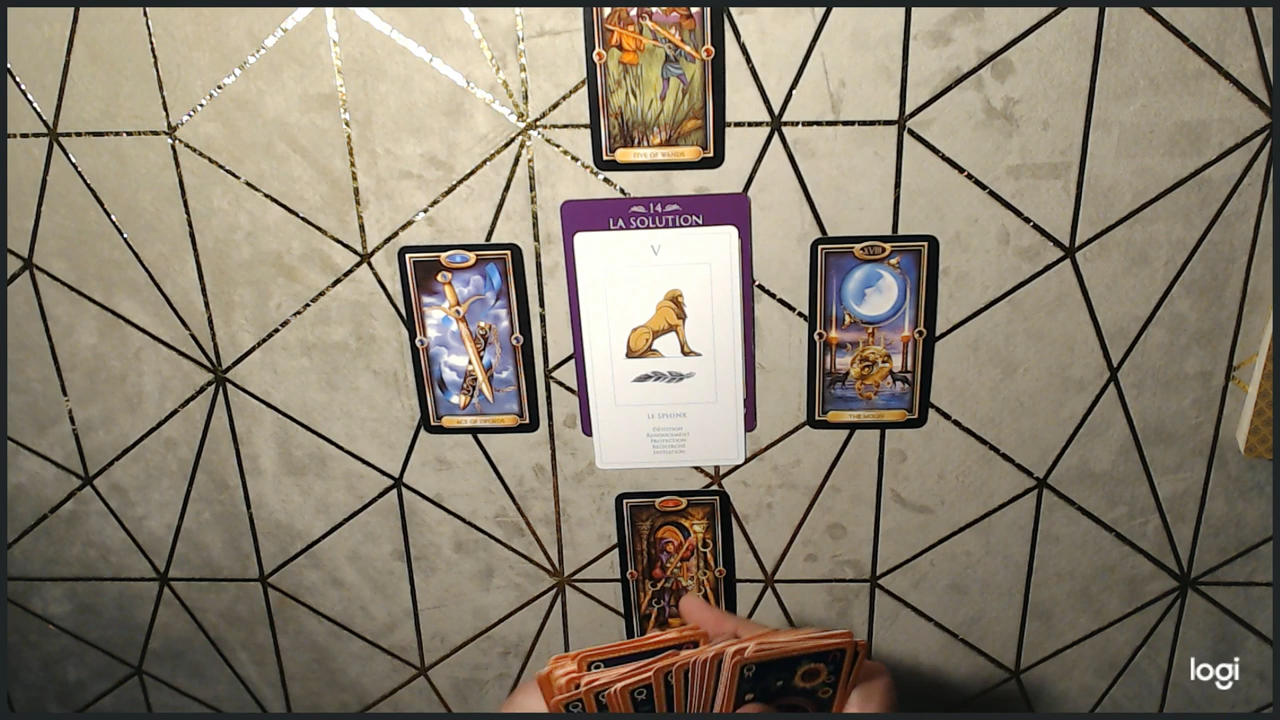 FIVE OF WANDS
14
LA SOLUTION
V
LE SPHINX
DÉVOTION
RENONCEMENT
PROTECTION
RECHERCHE
INITIATION
ACE OF SWORDS
XVIII
THE MOON
logi